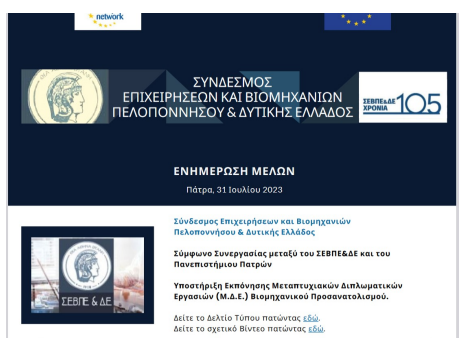 network
ΣΥΝΔΕΣΜΟΣ
ΕΠΙΧΕΙΡΗΣΕΩΝ ΚΑΙ ΒΙΟΜΗΧΑΝΙΩΝ
ΠΕΛΟΠΟΝΝΗΣΟΥ & ΔΥΤΙΚΗΣ ΕΛΛΑΔΟΣ
ΣΕΒΠΕ&ΔΕ
ΧΡΟΝΙΑ 105
ΕΝΗΜΕΡΩΣΗ ΜΕΛΩΝ
Πάτρα, 31 Ιουλίου 2023
Σύνδεσμος Επιχειρήσεων και Βιομηχανιών
Πελοποννήσου & Δυτικής Ελλάδος
Σύμφωνο Συνεργασίας μεταξύ του ΣΕΒΠΕ&ΔΕ και του
Πανεπιστήμιου Πατρών
Υποστήριξη Εκπόνησης Μεταπτυχιακών Διπλωματικών
Εργασιών (Μ.Δ.Ε.) Βιομηχανικού Προσανατολισμού.
Δείτε το Δελτίο Τύπου πατώντας εδώ.
Δείτε το σχετικό Βίντεο πατώντας εδώ.
ΣΕΒΠΕ & ΔΕ